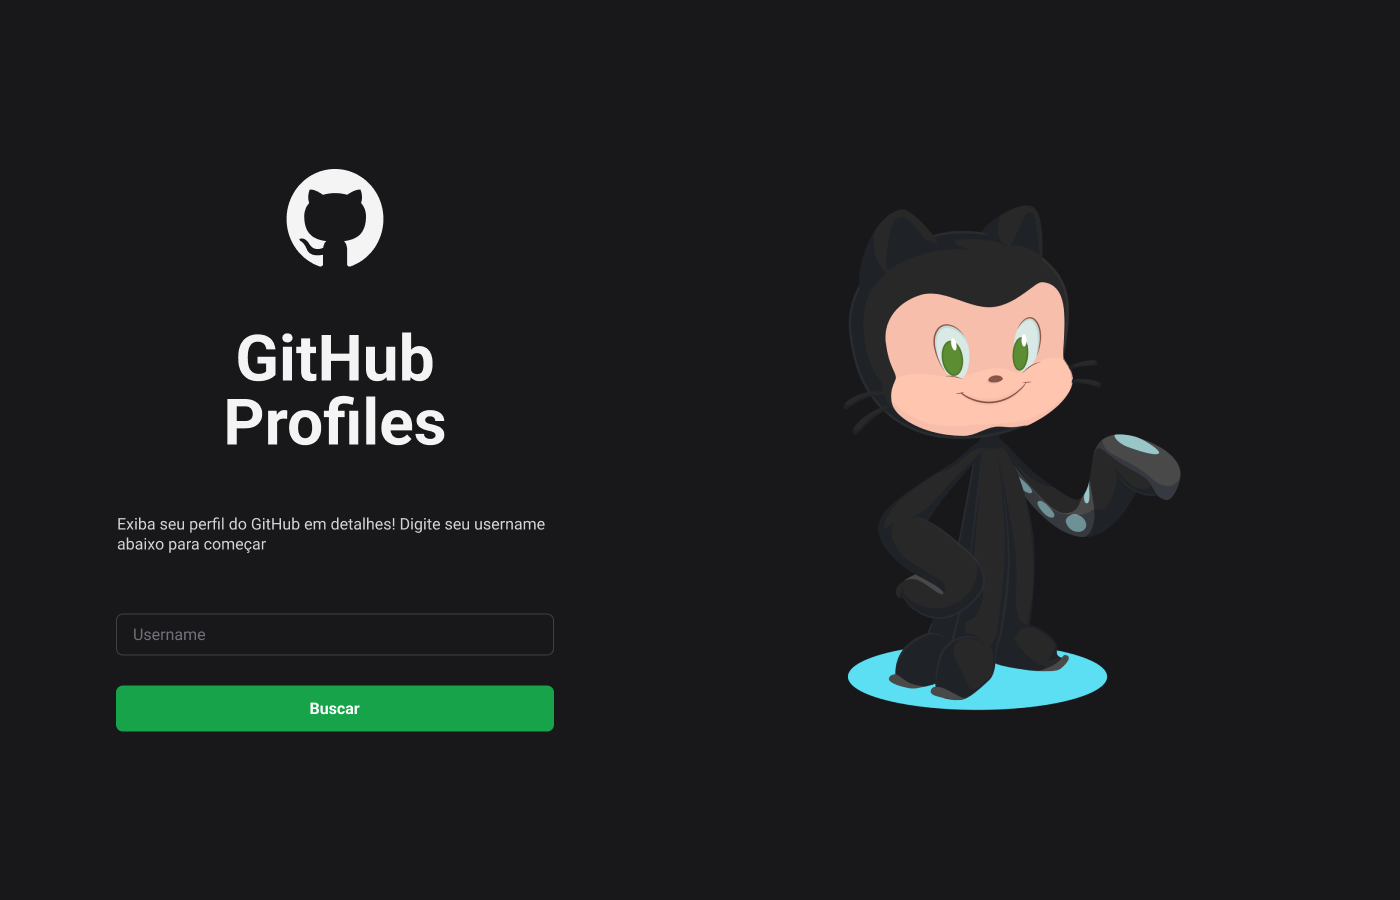 GitHub
Profiles
Exiba seu perfil do GitHub em detalhes! Digite seu username
abaixo para começar
Username
Buscar